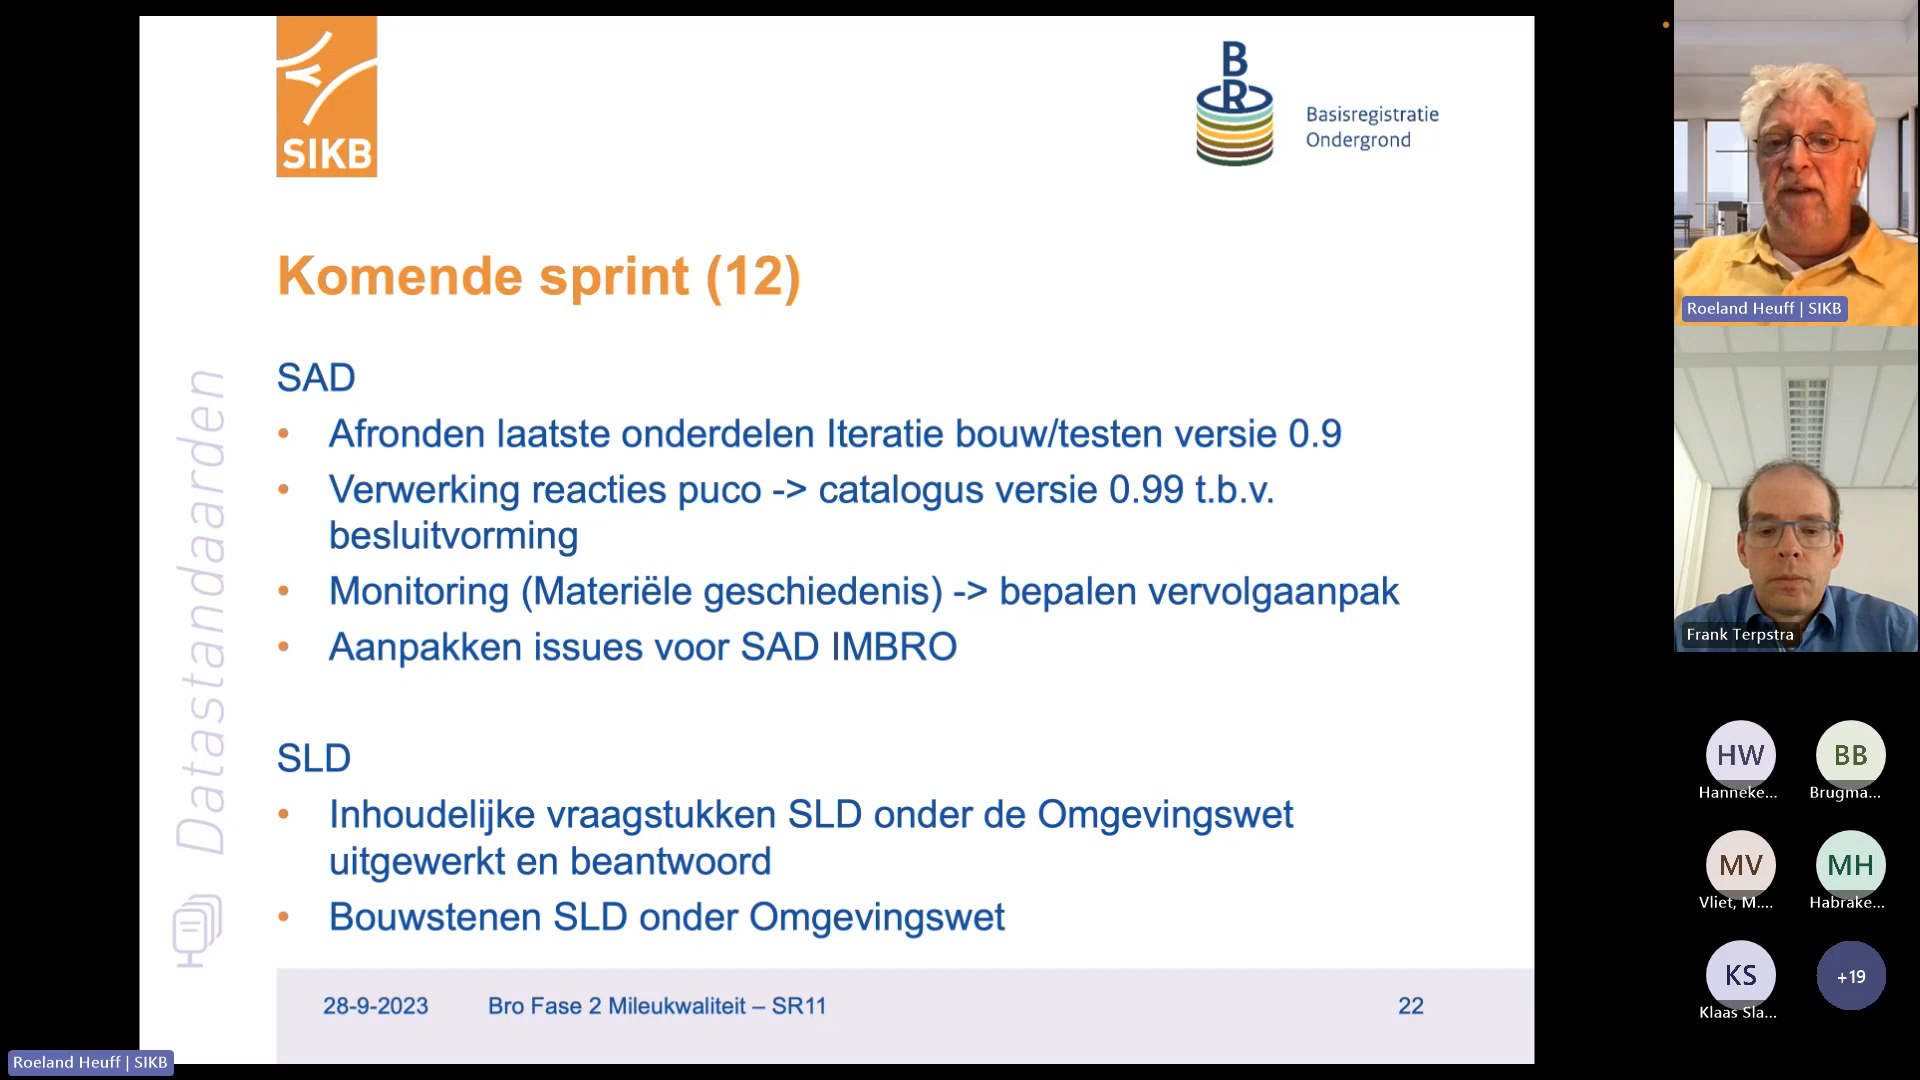 SIKB
B
R
Basisregistratie
Ondergrond
Komende sprint (12)
Datastandaarden
SAD
• Afronden laatste onderdelen Iteratie bouw/testen versie 0.9
• Verwerking reacties puco -> catalogus versie 0.99 t.b.v.
besluitvorming
• Monitoring (Materiële geschiedenis) -> bepalen vervolgaanpak
• Aanpakken issues voor SAD IMBRO
SLD
• Inhoudelijke vraagstukken SLD onder de Omgevingswet
uitgewerkt en beantwoord
• Bouwstenen SLD onder Omgevingswet
28-9-2023 Bro Fase 2 Mileukwaliteit – SR11 22
Roeland Heuff | SIKB
Roeland Heuff | SIKB
Frank Terpstra
HW BB
Hanneke... Brugma...
MV MH
Vliet, M.... Habrake...
KS +19
Klaas Sla...